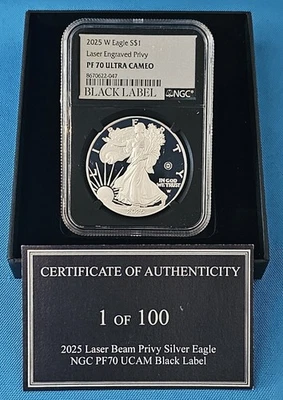 2025 W Eagle S$1
Laser Engraved Privy
PF 70 ULTRA CAMEO
8670622-047
BLACK LABEL
NGC
LIBERTY
IN GOD
WE TRUST
W
CERTIFICATE OF AUTHENTICITY
1 OF 100
2025 Laser Beam Privy Silver Eagle
NGC PF70 UCAM Black Label